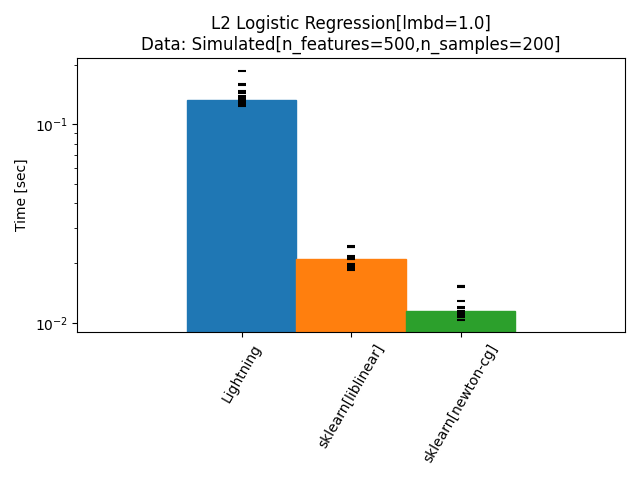 L2 Logistic Regression[lmbd=1.0]
Data: Simulated[n_features=500,n_samples=200]
Time [sec]
10⁻¹
10⁻²
Lightning
sklearn[liblinear]
sklearn[newton-cg]